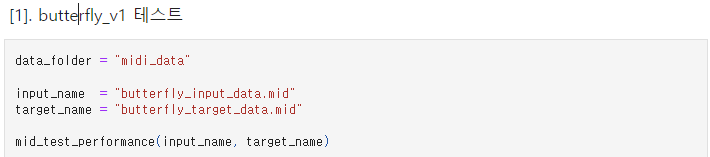 [1]. butterfly_v1 테스트
data_folder = "midi_data"
input_name  = "butterfly_input_data.mid"
target_name = "butterfly_target_data.mid"
mid_test_performance(input_name, target_name)